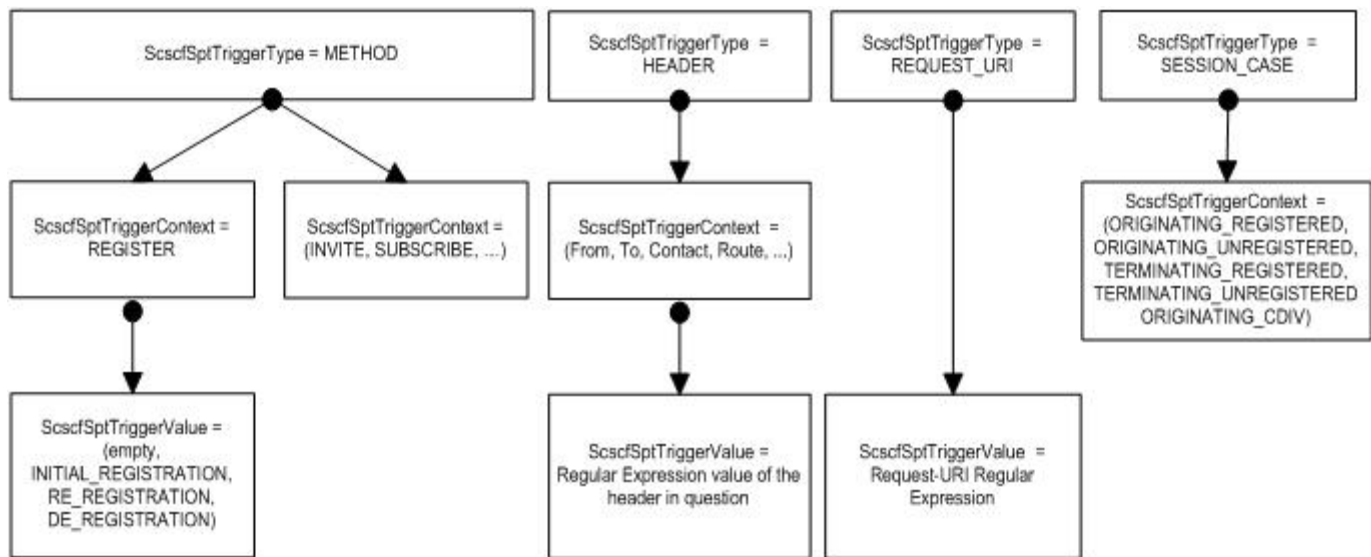 ScscfSptTriggerType = METHOD
ScscfSptTriggerType =
HEADER
ScscfSptTriggerType =
REQUEST_URI
ScscfSptTriggerType =
SESSION_CASE
ScscfSptTriggerContext =
REGISTER
ScscfSptTriggerContext =
(INVITE, SUBSCRIBE, ...)
ScscfSptTriggerContext =
(From, To, Contact, Route, ...)
ScscfSptTriggerContext =
(ORIGINATING_REGISTERED,
ORIGINATING_UNREGISTERED,
TERMINATING_REGISTERED,
TERMINATING_UNREGISTERED
ORIGINATING_CDIV)
ScscfSptTriggerValue =
(empty,
INITIAL_REGISTRATION,
RE_REGISTRATION,
DE_REGISTRATION)
ScscfSptTriggerValue =
Regular Expression value of the
header in question
ScscfSptTriggerValue =
Request-URI Regular
Expression